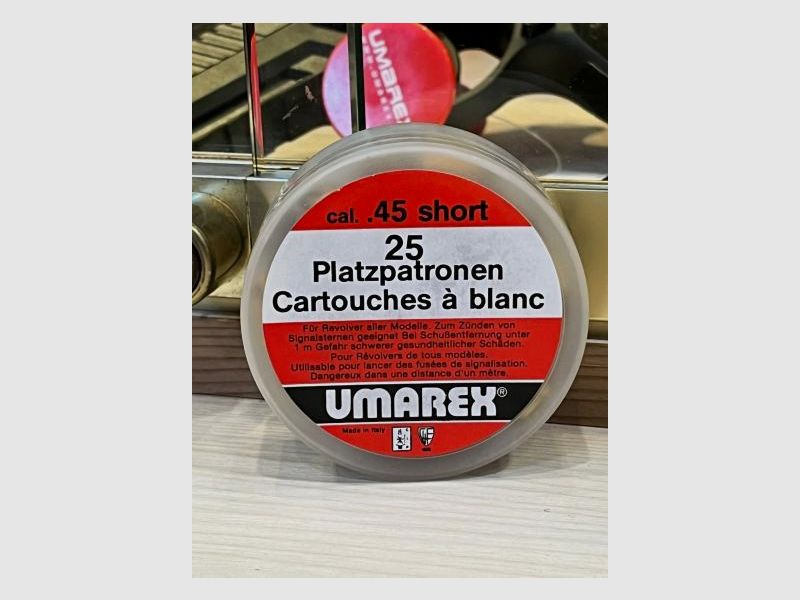 UMAREX
cal. .45 short
25
Platzpatronen
Cartouches à blanc
Für Revolver aller Modelle. Zum Zünden von
Signalsternen geeignet Bei Schußentfernung unter
1 m Gefahr schwerer gesundheitlicher Schäden.
Pour Révolvers de tous modèles.
Utilisable pour lancer des fusées de signalisation.
Dangereux dans une distance d'un mètre.
UMAREX®
Made in Italy